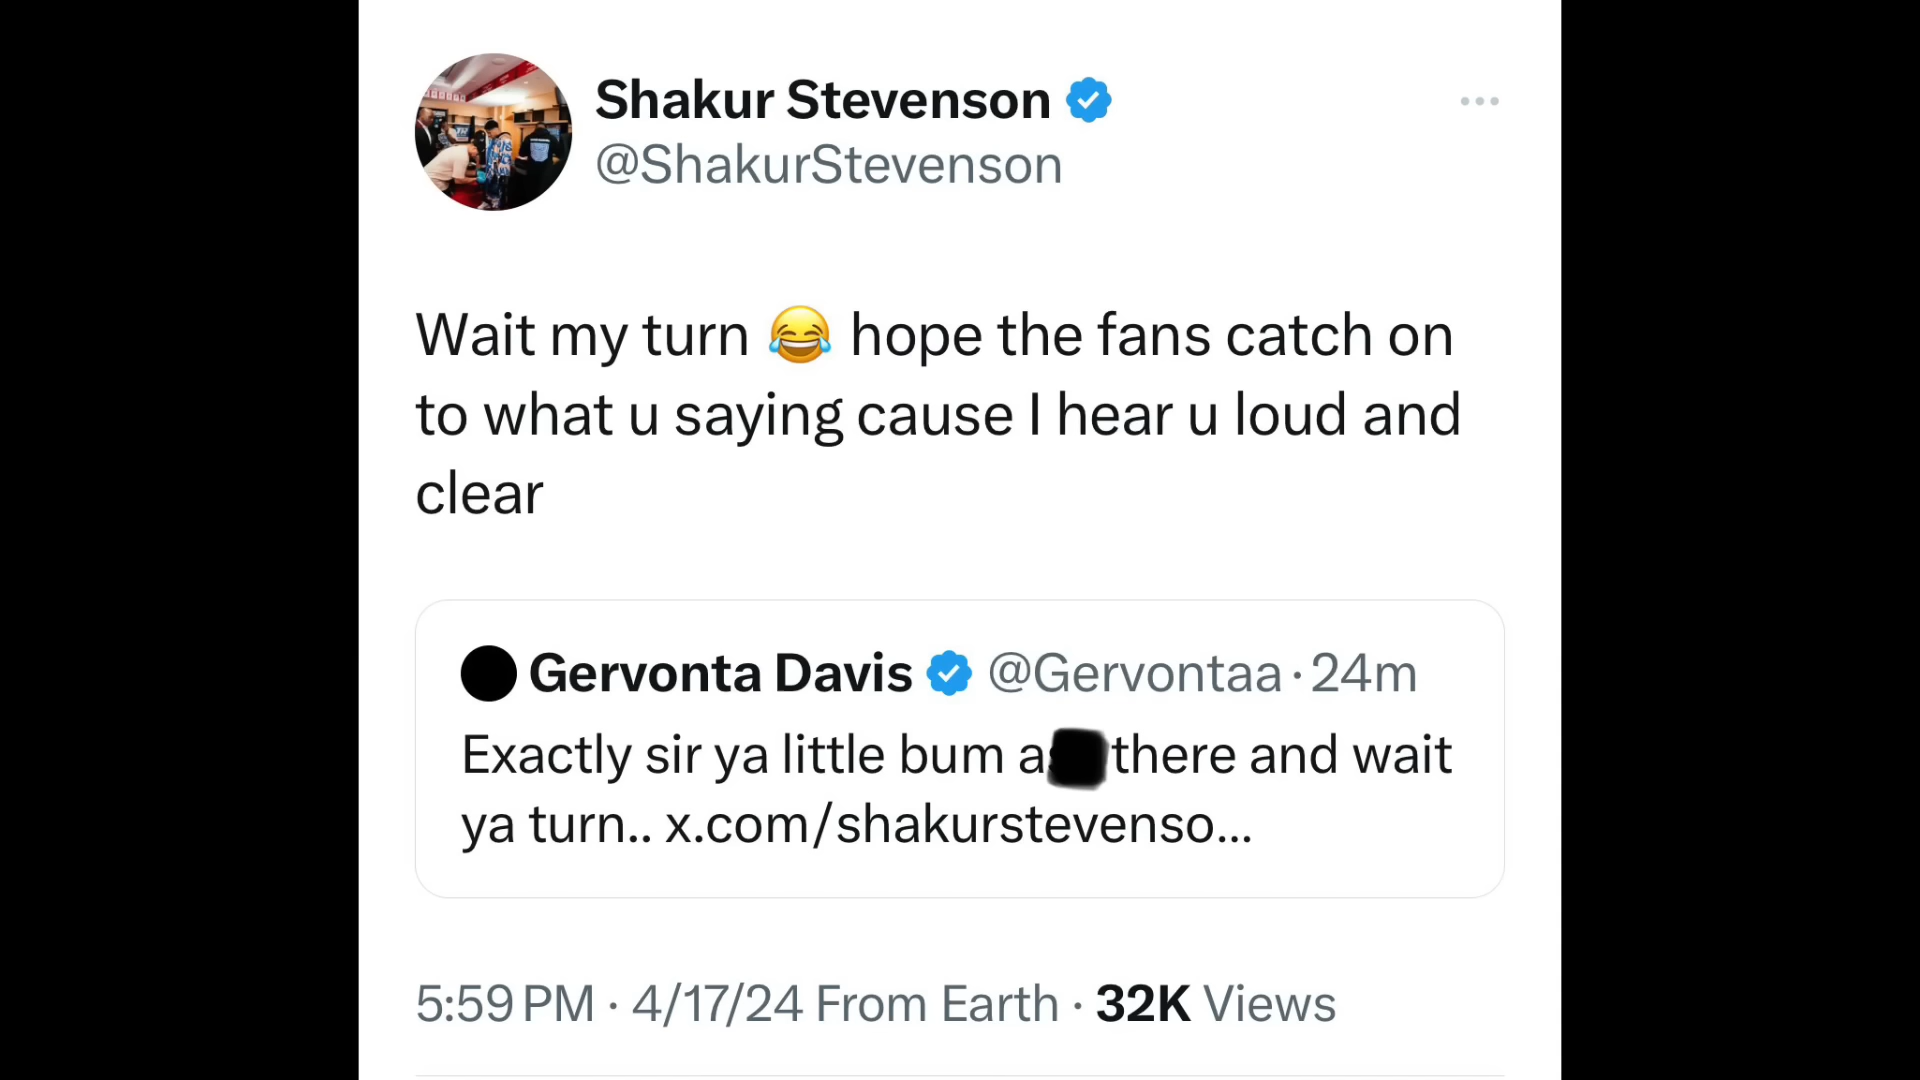 Shakur Stevenson
@ShakurStevenson
Wait my turn 😂 hope the fans catch on
to what u saying cause I hear u loud and
clear
Gervonta Davis @Gervontaa · 24m
Exactly sir ya little bum there and wait
ya turn.. x.com/shakurstevenso...
5:59 PM · 4/17/24 From Earth · 32K Views